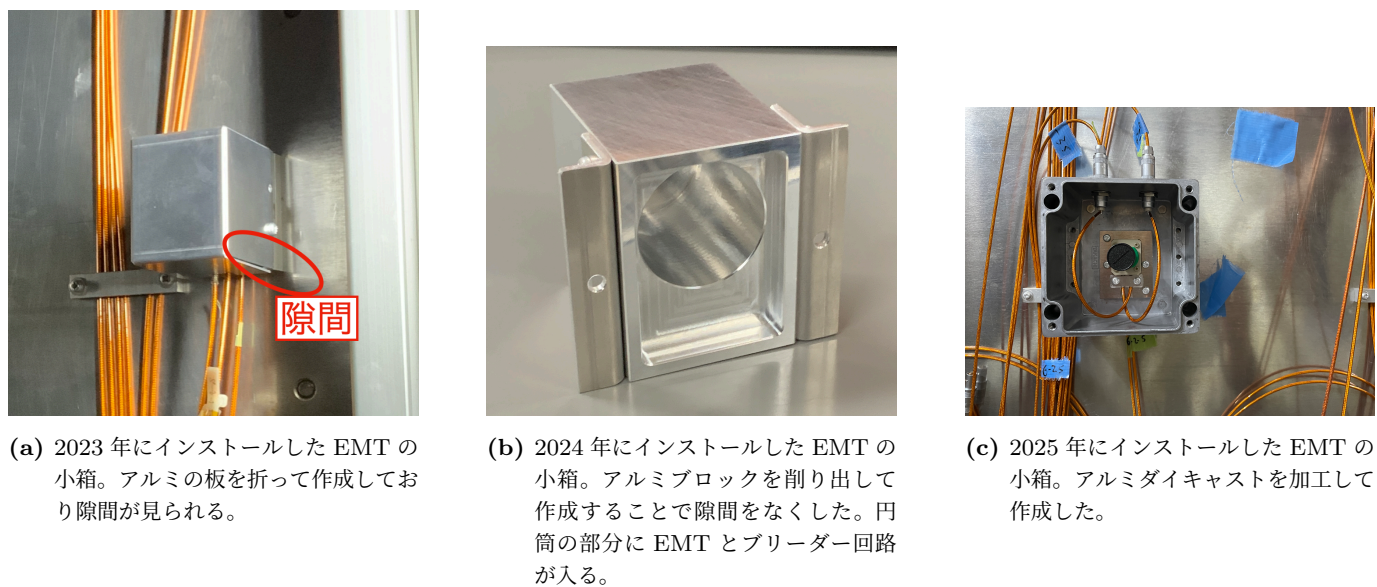 隙間
(a) 2023 年にインストールした EMT の
小箱。アルミの板を折って作成してお
り隙間が見られる。
(b) 2024 年にインストールした EMT の
小箱。アルミブロックを削り出して
作成することで隙間をなくした。円
筒の部分に EMT とブリーダー回路
が入る。
6-2.5
(c) 2025 年にインストールした EMT の
小箱。アルミダイキャストを加工して
作成した。